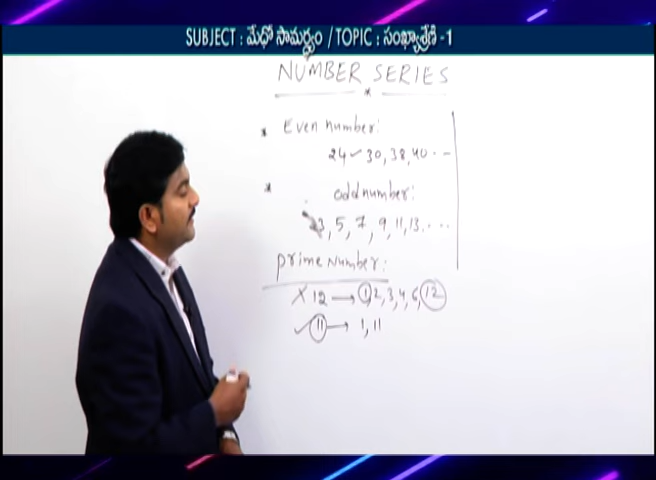 SUBJECT : మేధో సామర్థ్యం / TOPIC : సంఖ్యాశ్రేణి -1
NUMBER SERIES
* Even number:
24 ✓ 30, 38, 40 . . –
* odd number:
3, 5, 7, 9, 11, 13. . . .
prime Number:
X 12 → 1, 2, 3, 4, 6, 12
✓ 11 → 1, 11